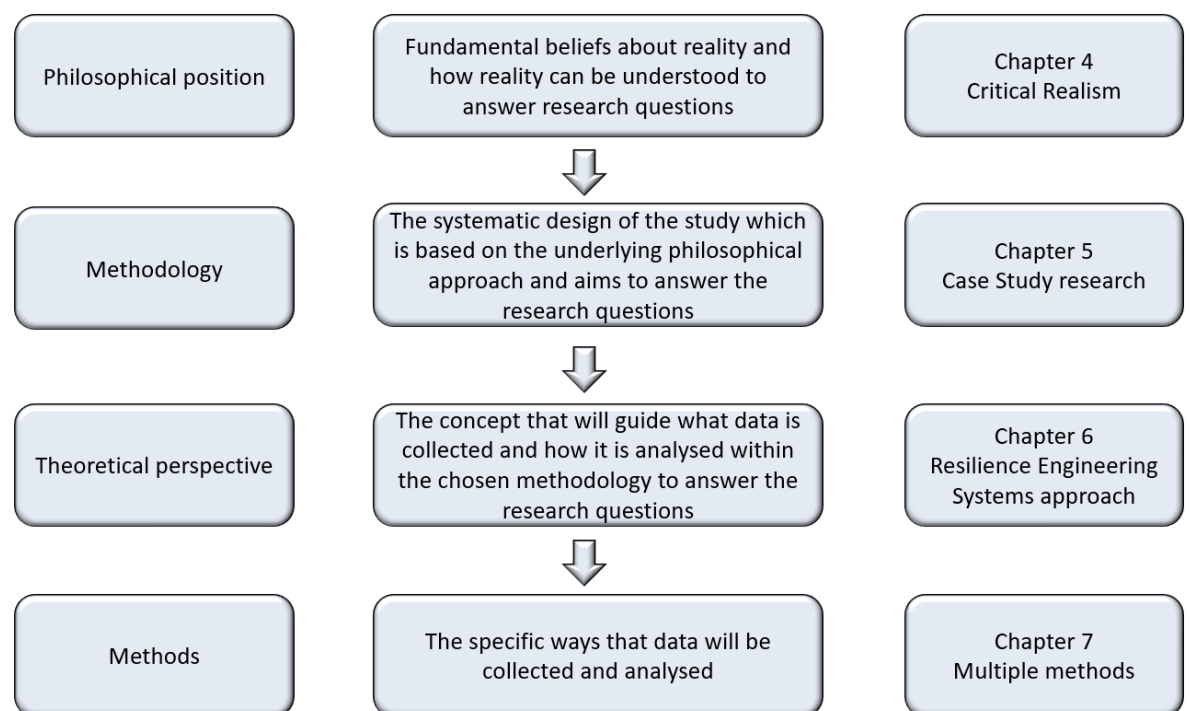 Philosophical position
Fundamental beliefs about reality and
how reality can be understood to
answer research questions
Chapter 4
Critical Realism
Methodology
The systematic design of the study which
is based on the underlying philosophical
approach and aims to answer the
research questions
Chapter 5
Case Study research
Theoretical perspective
The concept that will guide what data is
collected and how it is analysed within
the chosen methodology to answer the
research questions
Chapter 6
Resilience Engineering
Systems approach
Methods
The specific ways that data will be
collected and analysed
Chapter 7
Multiple methods